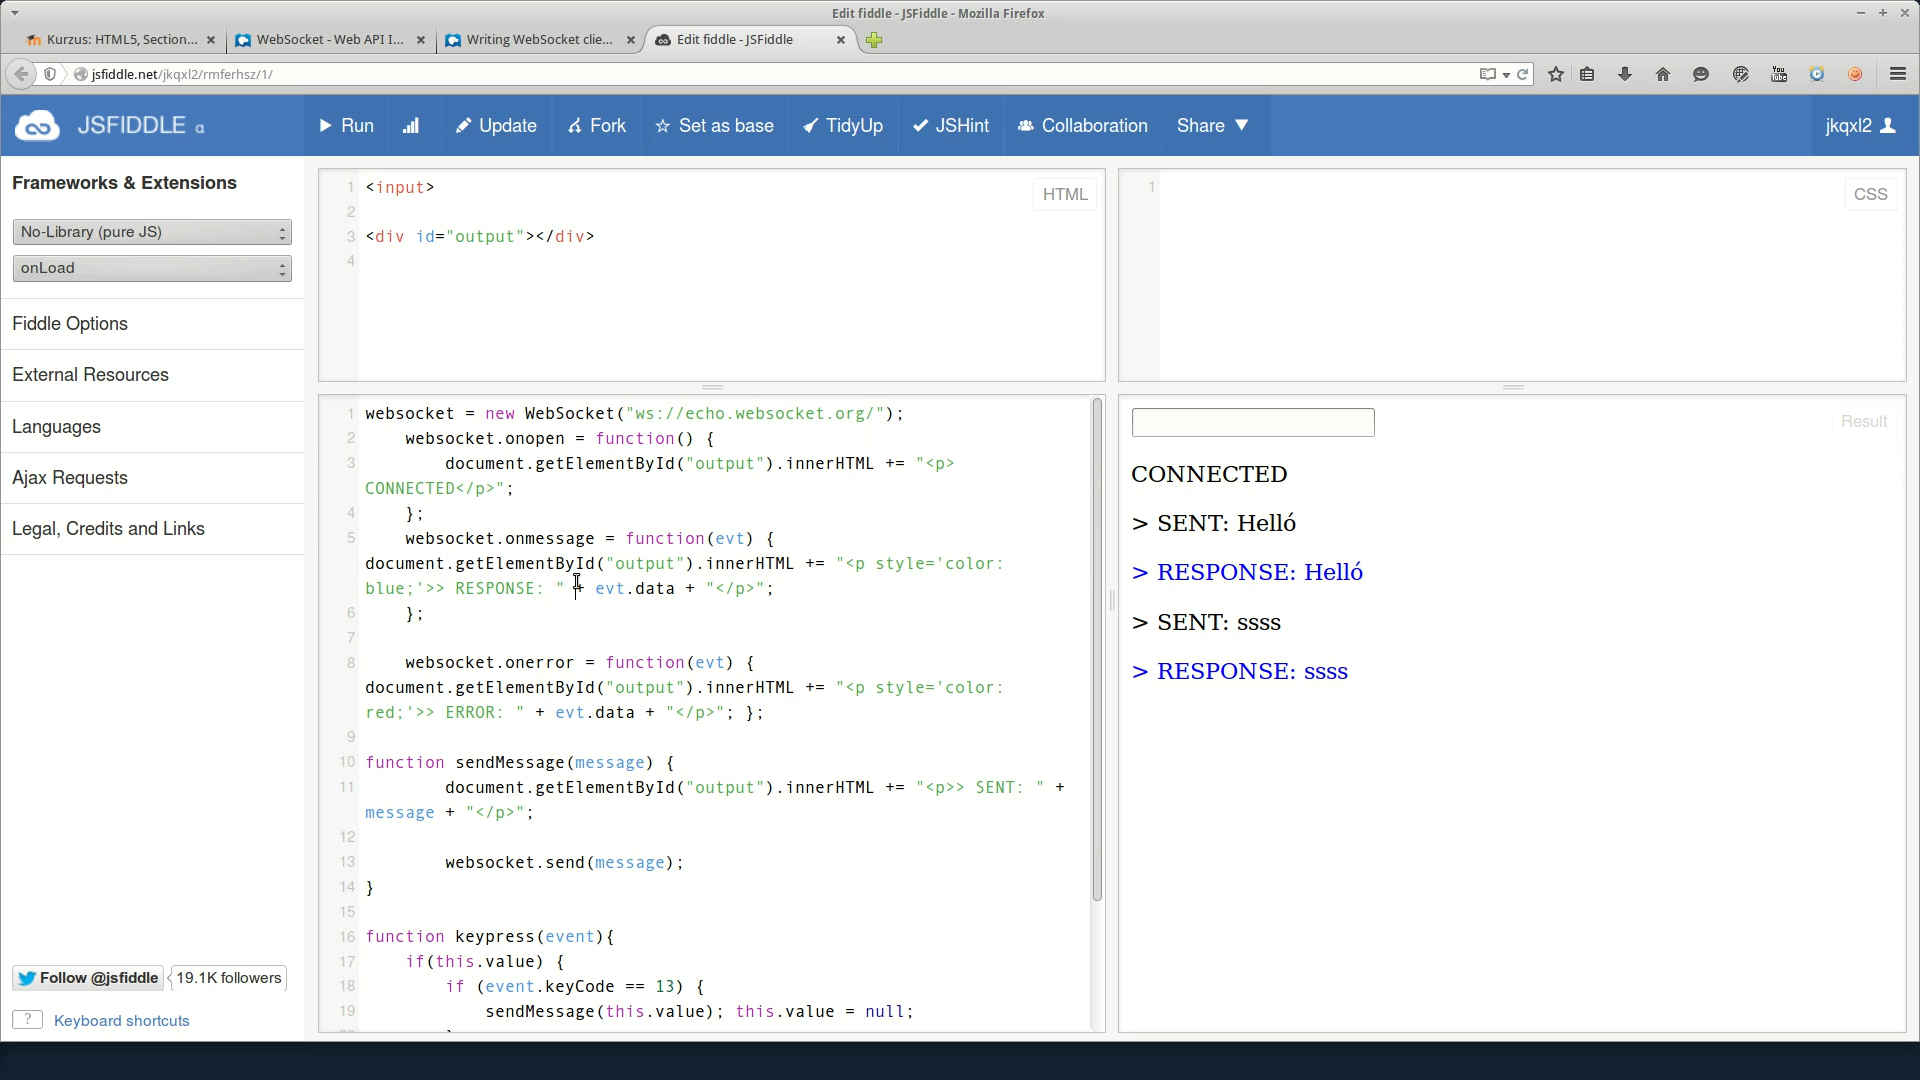 Edit fiddle - JSFiddle - Mozilla Firefox
Kurzus: HTML5, Section...
WebSocket - Web API I...
Writing WebSocket clie...
Edit fiddle - JSFiddle
jsfiddle.net/jkqxl2/rmferhsz/1/
You
Tube
JSFIDDLE α
Run
Update
Fork
Set as base
TidyUp
JSHint
Collaboration
Share
jkqxl2
Frameworks & Extensions
No-Library (pure JS)
onLoad
Fiddle Options
External Resources
Languages
Ajax Requests
Legal, Credits and Links
Follow @jsfiddle
19.1K followers
? Keyboard shortcuts
HTML
1 <input>
2
3 <div id="output"></div>
4
CSS
1
1 websocket = new WebSocket("ws://echo.websocket.org/");
2 websocket.onopen = function() {
3 document.getElementById("output").innerHTML += "<p>
CONNECTED</p>";
4 };
5 websocket.onmessage = function(evt) {
document.getElementById("output").innerHTML += "<p style='color:
blue;'>> RESPONSE: " + evt.data + "</p>";
6 };
7
8 websocket.onerror = function(evt) {
document.getElementById("output").innerHTML += "<p style='color:
red;'>> ERROR: " + evt.data + "</p>"; };
9
10 function sendMessage(message) {
11 document.getElementById("output").innerHTML += "<p>> SENT: " +
message + "</p>";
12
13 websocket.send(message);
14 }
15
16 function keypress(event){
17 if(this.value) {
18 if (event.keyCode == 13) {
19 sendMessage(this.value); this.value = null;
Result
CONNECTED
> SENT: Helló
> RESPONSE: Helló
> SENT: ssss
> RESPONSE: ssss